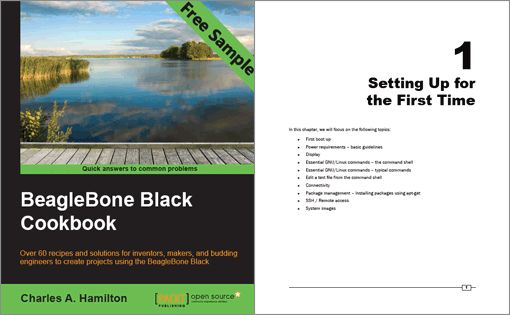 Free Sample
Quick answers to common problems
BeagleBone Black
Cookbook
Over 60 recipes and solutions for inventors, makers, and budding
engineers to create projects using the BeagleBone Black
Charles A. Hamilton
[PACKT] open source*
PUBLISHING
1
Setting Up for
the First Time
In this chapter, we will focus on the following topics:
First boot up
Power requirements – basic guidelines
Display
Essential GNU/Linux commands – the command shell
Essential GNU/Linux commands – typical commands
Edit a text file from the command shell
Connectivity
Package management – Installing packages using apt-get
SSH / Remote access
System images